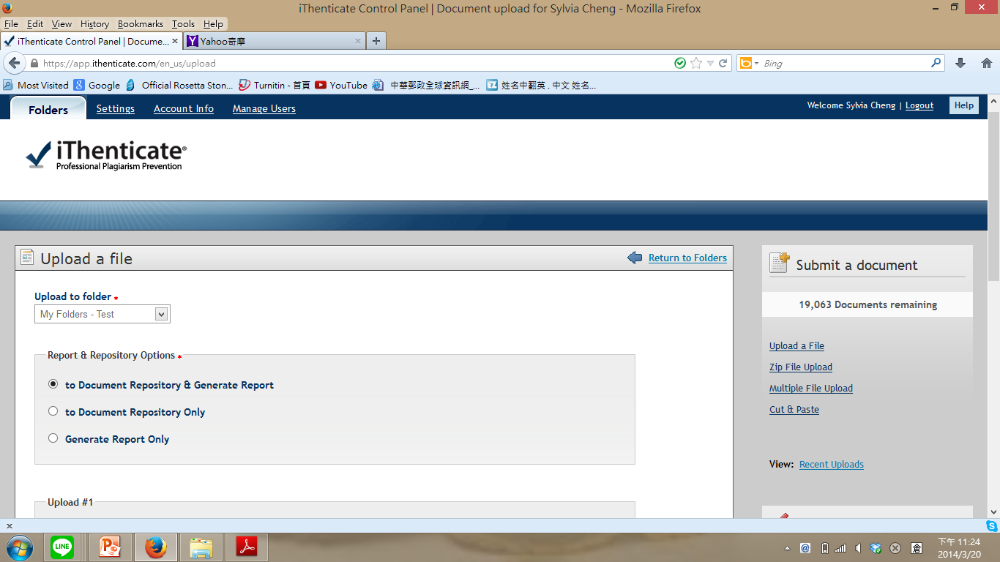 iThenticate Control Panel | Document upload for Sylvia Cheng - Mozilla Firefox
File Edit View History Bookmarks Tools Help
iThenticate Control Panel | Docume... × Yahoo奇摩 × +
https://app.ithenticate.com/en_us/upload Bing
Most Visited Google Official Rosetta Ston... Turnitin - 首頁 YouTube 中華郵政全球資訊網_... 姓名中翻英 . 中文 姓名...
Folders Settings Account Info Manage Users Welcome Sylvia Cheng | Logout Help
iThenticate®
Professional Plagiarism Prevention
Upload a file Return to Folders
Upload to folder *
My Folders - Test
Report & Repository Options *
to Document Repository & Generate Report
to Document Repository Only
Generate Report Only
Upload #1
Submit a document
19,063 Documents remaining
Upload a File
Zip File Upload
Multiple File Upload
Cut & Paste
View: Recent Uploads
×
LINE
倉
下午 11:24
2014/3/20